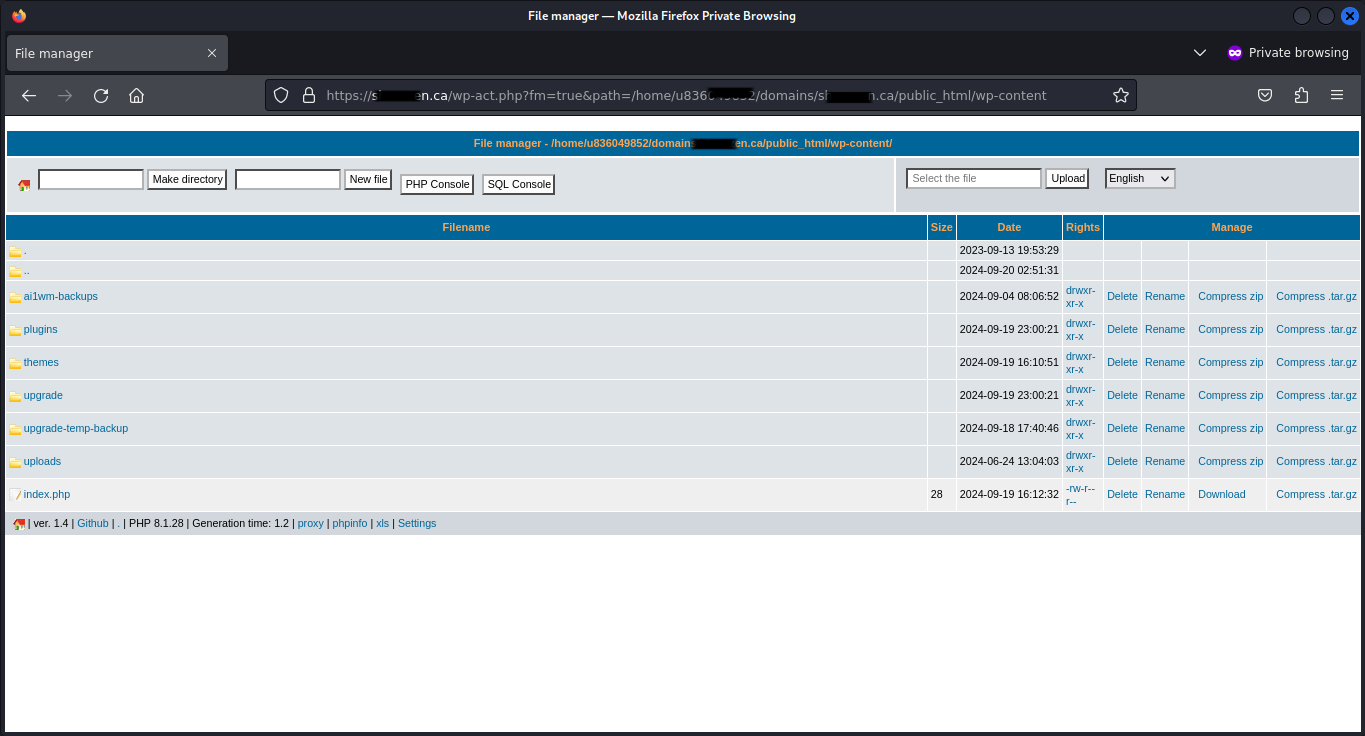 File manager — Mozilla Firefox Private Browsing
File manager
Private browsing
https://s en.ca/wp-act.php?fm=true&path=/home/u836 /domains/sh n.ca/public_html/wp-content
File manager - /home/u836049852/domain en.ca/public_html/wp-content/
Make directory New file PHP Console SQL Console Select the file Upload English
Filename Size Date Rights Manage
. 2023-09-13 19:53:29
.. 2024-09-20 02:51:31
ai1wm-backups 2024-09-04 08:06:52 drwxr-xr-x Delete Rename Compress zip Compress .tar.gz
plugins 2024-09-19 23:00:21 drwxr-xr-x Delete Rename Compress zip Compress .tar.gz
themes 2024-09-19 16:10:51 drwxr-xr-x Delete Rename Compress zip Compress .tar.gz
upgrade 2024-09-19 23:00:21 drwxr-xr-x Delete Rename Compress zip Compress .tar.gz
upgrade-temp-backup 2024-09-18 17:40:46 drwxr-xr-x Delete Rename Compress zip Compress .tar.gz
uploads 2024-06-24 13:04:03 drwxr-xr-x Delete Rename Compress zip Compress .tar.gz
index.php 28 2024-09-19 16:12:32 -rw-r--r-- Delete Rename Download Compress .tar.gz
| ver. 1.4 | Github | . | PHP 8.1.28 | Generation time: 1.2 | proxy | phpinfo | xls | Settings